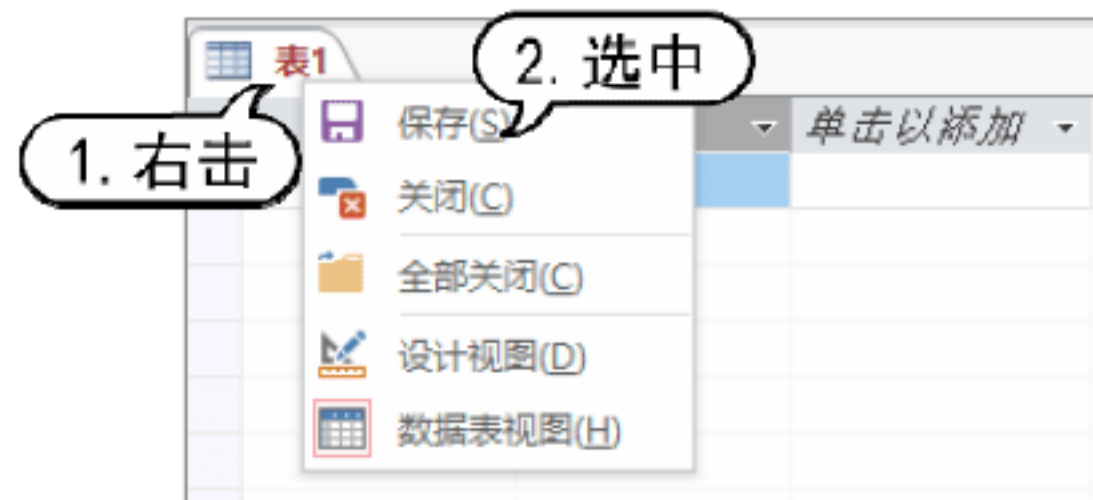 表1
2. 选中
保存(S)
单击以添加
1. 右击
关闭(C)
全部关闭(C)
设计视图(D)
数据表视图(H)